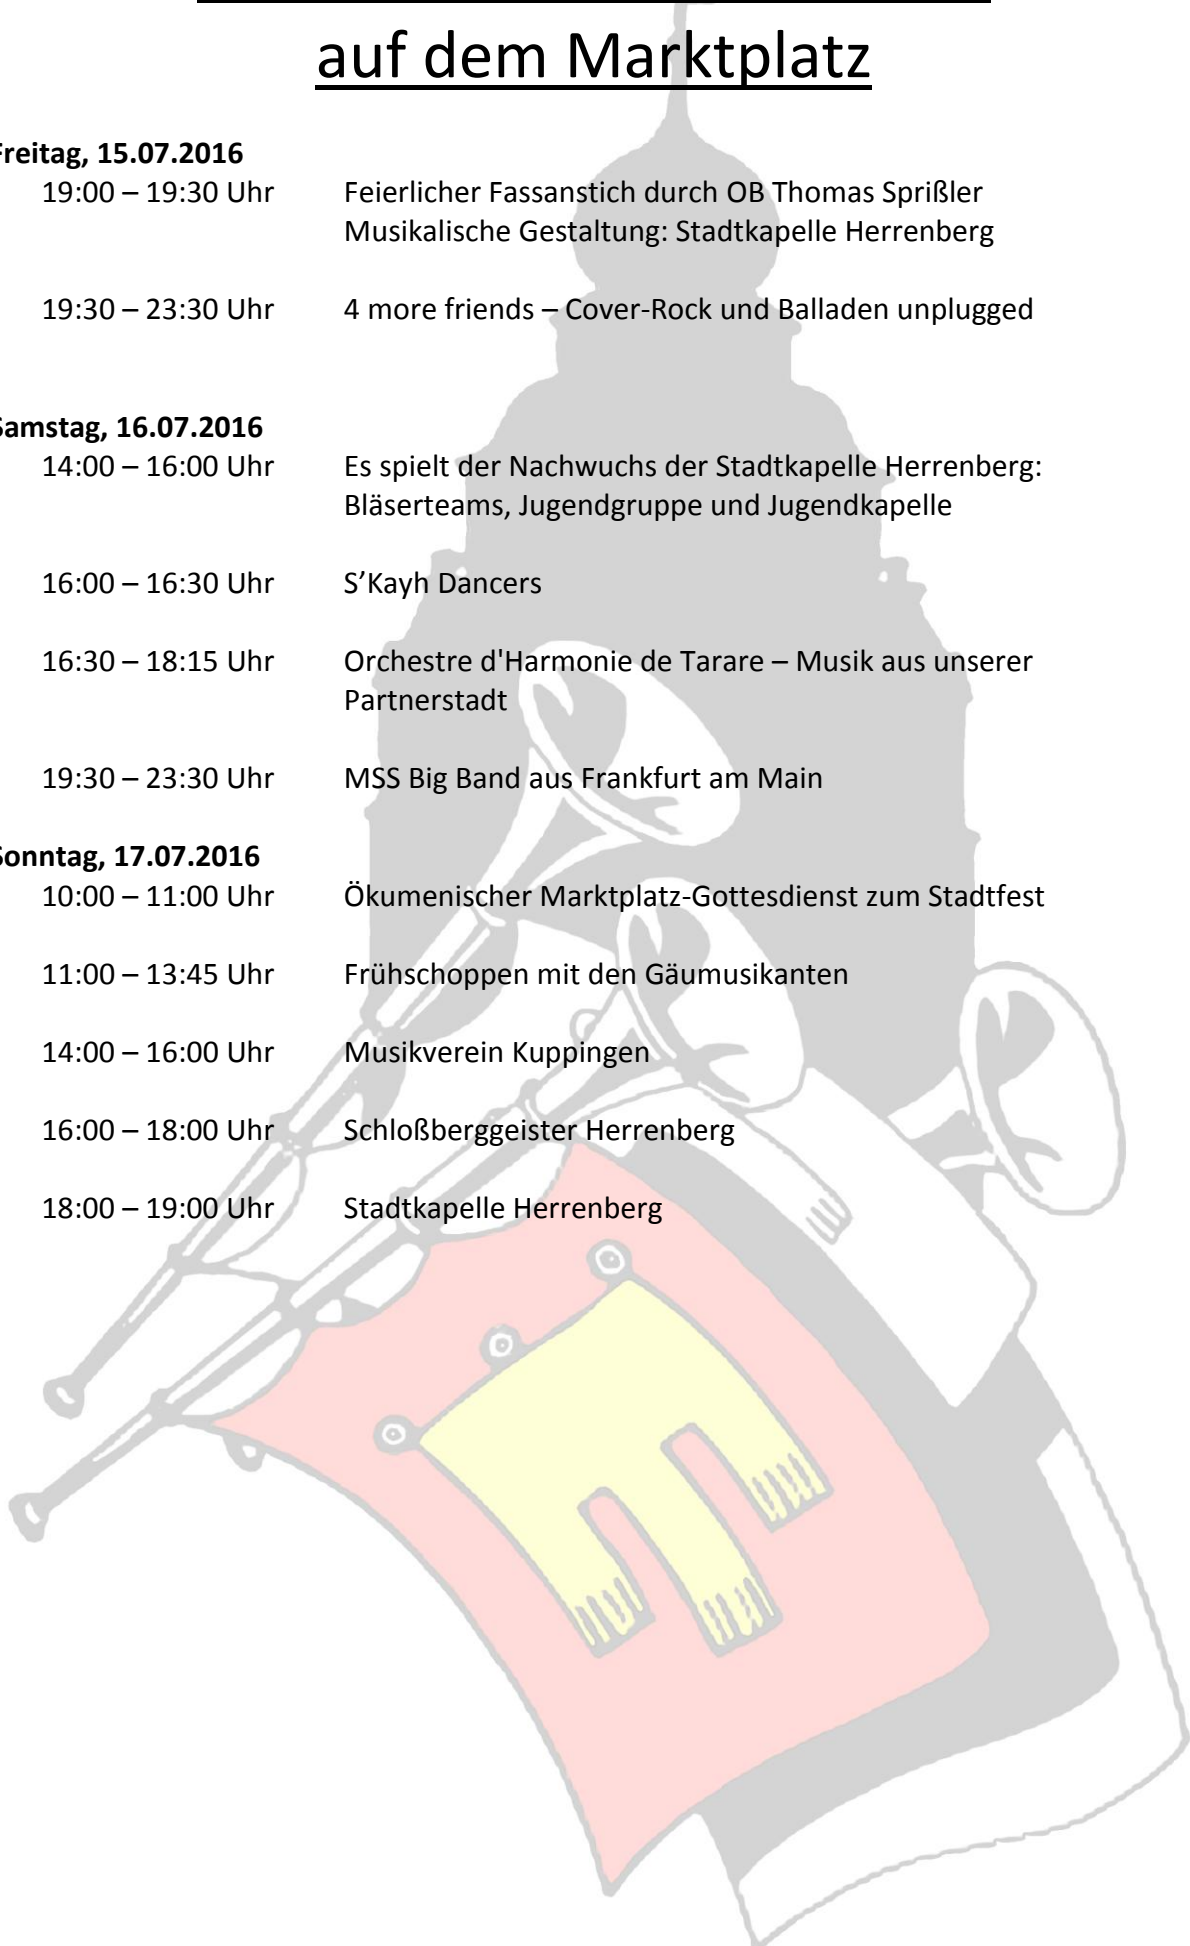 auf dem Marktplatz
Freitag, 15.07.2016
19:00 – 19:30 Uhr Feierlicher Fassanstich durch OB Thomas Sprißler
Musikalische Gestaltung: Stadtkapelle Herrenberg
19:30 – 23:30 Uhr 4 more friends – Cover-Rock und Balladen unplugged
Samstag, 16.07.2016
14:00 – 16:00 Uhr Es spielt der Nachwuchs der Stadtkapelle Herrenberg:
Bläserteams, Jugendgruppe und Jugendkapelle
16:00 – 16:30 Uhr S’Kayh Dancers
16:30 – 18:15 Uhr Orchestre d'Harmonie de Tarare – Musik aus unserer
Partnerstadt
19:30 – 23:30 Uhr MSS Big Band aus Frankfurt am Main
Sonntag, 17.07.2016
10:00 – 11:00 Uhr Ökumenischer Marktplatz-Gottesdienst zum Stadtfest
11:00 – 13:45 Uhr Frühschoppen mit den Gäumusikanten
14:00 – 16:00 Uhr Musikverein Kuppingen
16:00 – 18:00 Uhr Schloßberggeister Herrenberg
18:00 – 19:00 Uhr Stadtkapelle Herrenberg